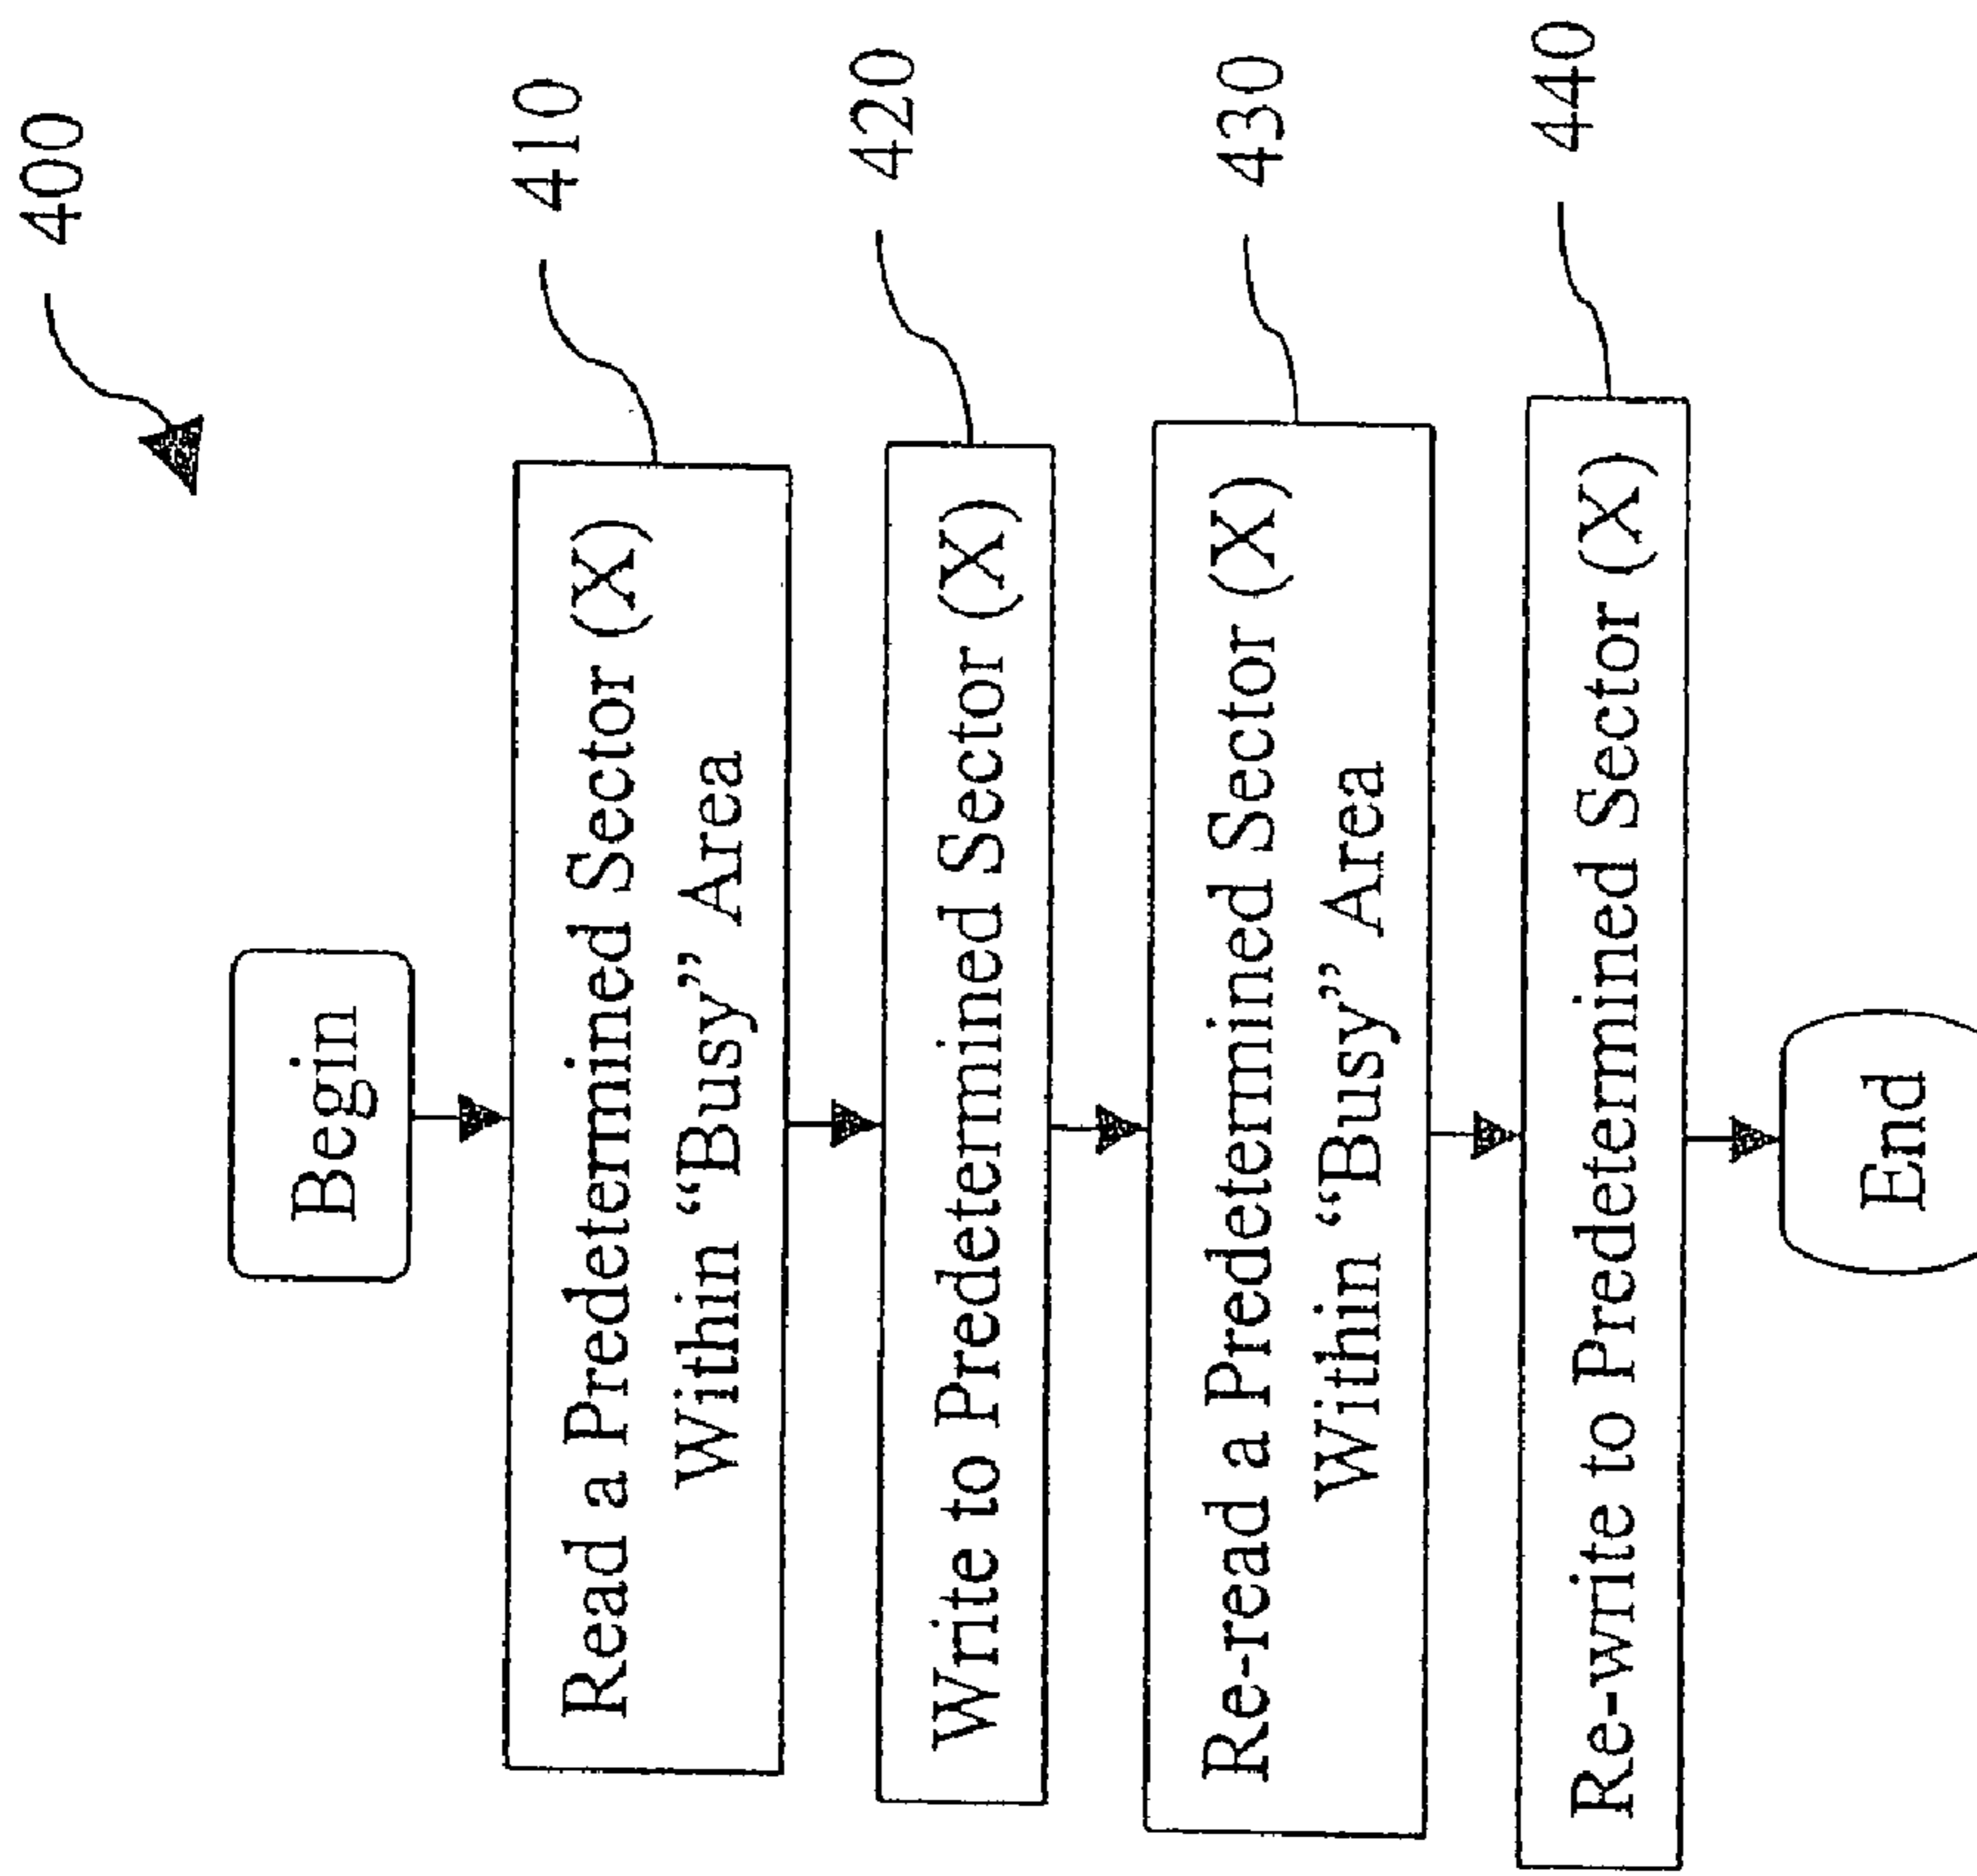 400
Begin
Read a Predetermined Sector (X)
Within “Busy” Area
410
Write to Predetermined Sector (X)
420
Re-read a Predetermined Sector (X)
Within “Busy” Area
430
Re-write to Predetermined Sector (X)
440
End